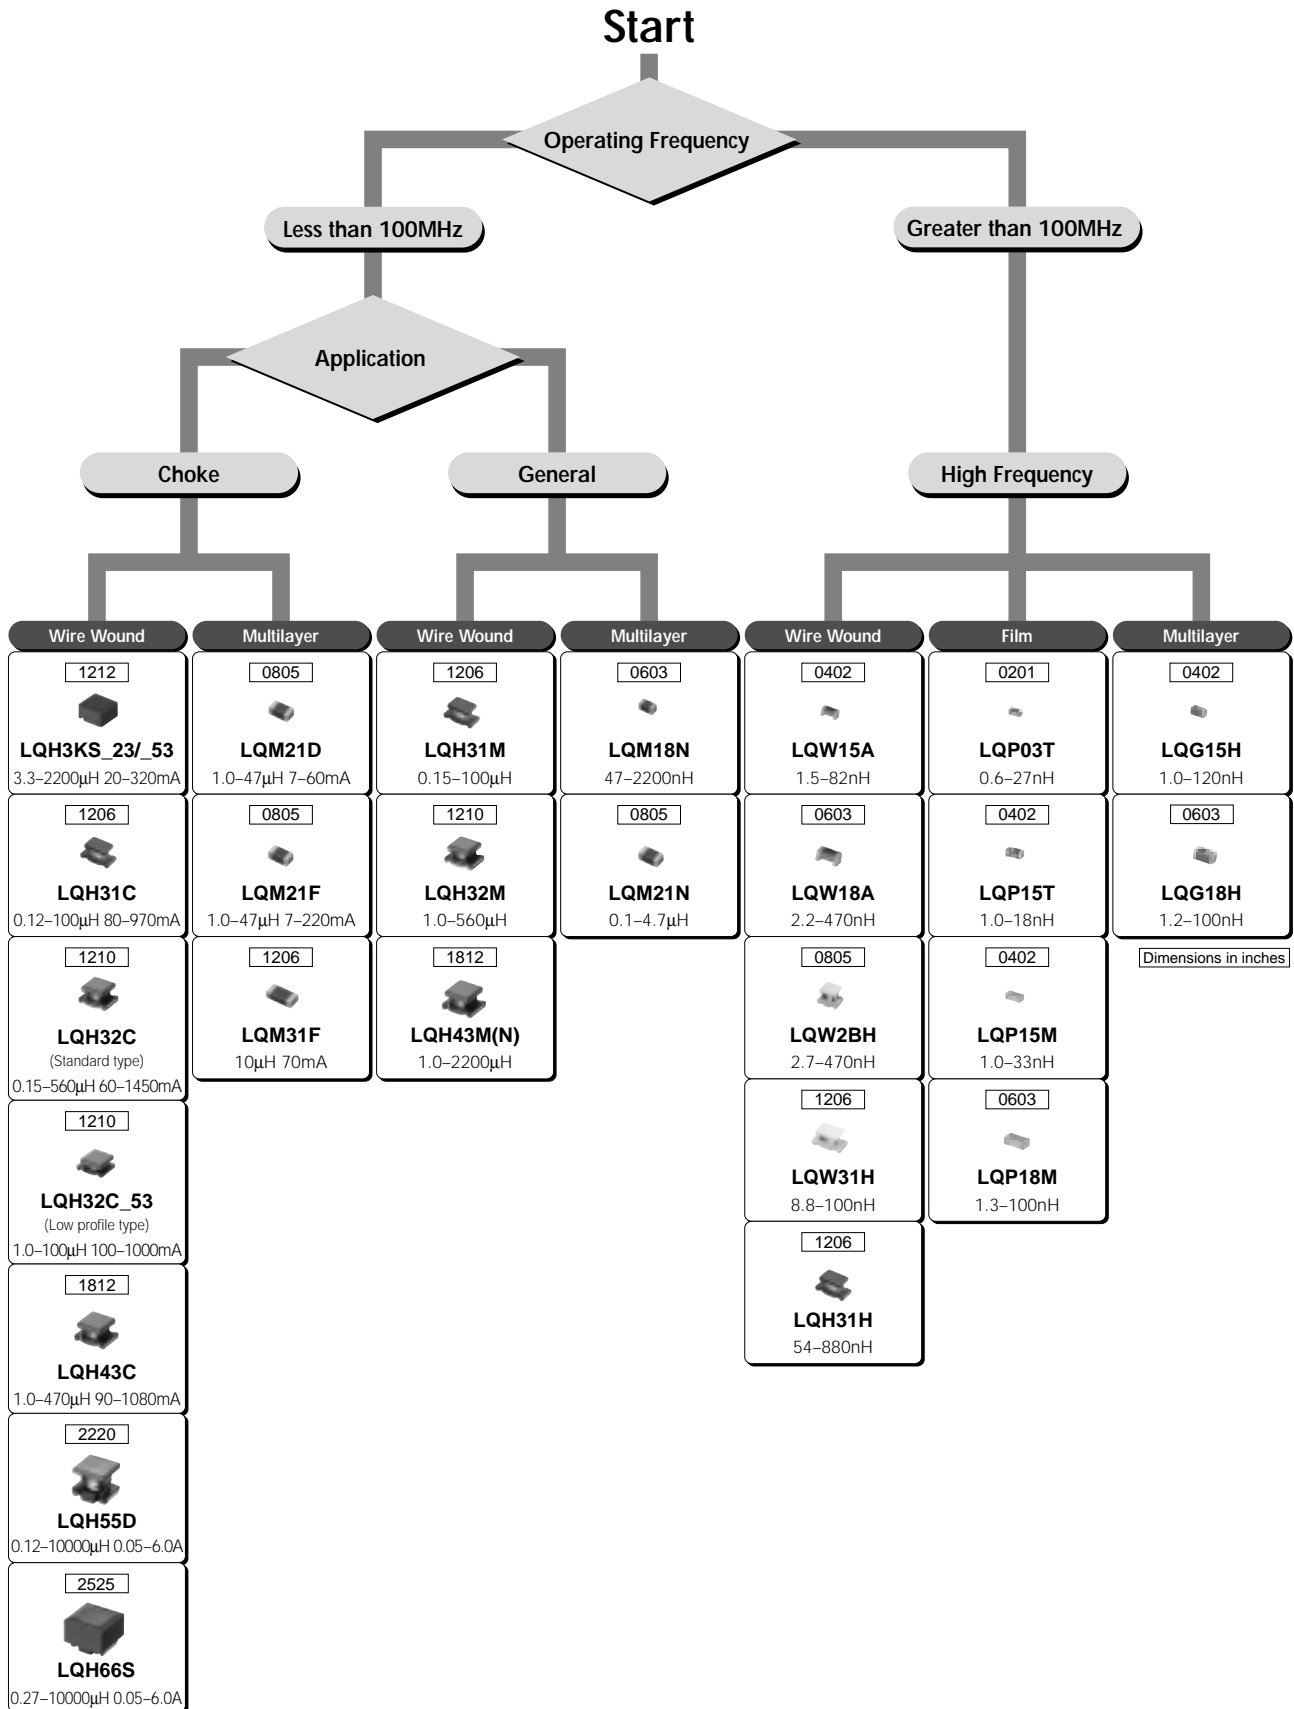 Start
Operating Frequency
Less than 100MHz
Greater than 100MHz
Application
Choke
General
High Frequency
Wire Wound
1212
LQH3KS_23/_53
3.3–2200μH 20–320mA
1206
LQH31C
0.12–100μH 80–970mA
1210
LQH32C
(Standard type)
0.15–560μH 60–1450mA
1210
LQH32C_53
(Low profile type)
1.0–100μH 100–1000mA
1812
LQH43C
1.0–470μH 90–1080mA
2220
LQH55D
0.12–10000μH 0.05–6.0A
2525
LQH66S
0.27–10000μH 0.05–6.0A
Multilayer
0805
LQM21D
1.0–47μH 7–60mA
0805
LQM21F
1.0–47μH 7–220mA
1206
LQM31F
10μH 70mA
Wire Wound
1206
LQH31M
0.15–100μH
1210
LQH32M
1.0–560μH
1812
LQH43M(N)
1.0–2200μH
Multilayer
0603
LQM18N
47–2200nH
0805
LQM21N
0.1–4.7μH
Wire Wound
0402
LQW15A
1.5–82nH
0603
LQW18A
2.2–470nH
0805
LQW2BH
2.7–470nH
1206
LQW31H
8.8–100nH
1206
LQH31H
54–880nH
Film
0201
LQP03T
0.6–27nH
0402
LQP15T
1.0–18nH
0402
LQP15M
1.0–33nH
0603
LQP18M
1.3–100nH
Multilayer
0402
LQG15H
1.0–120nH
0603
LQG18H
1.2–100nH
Dimensions in inches